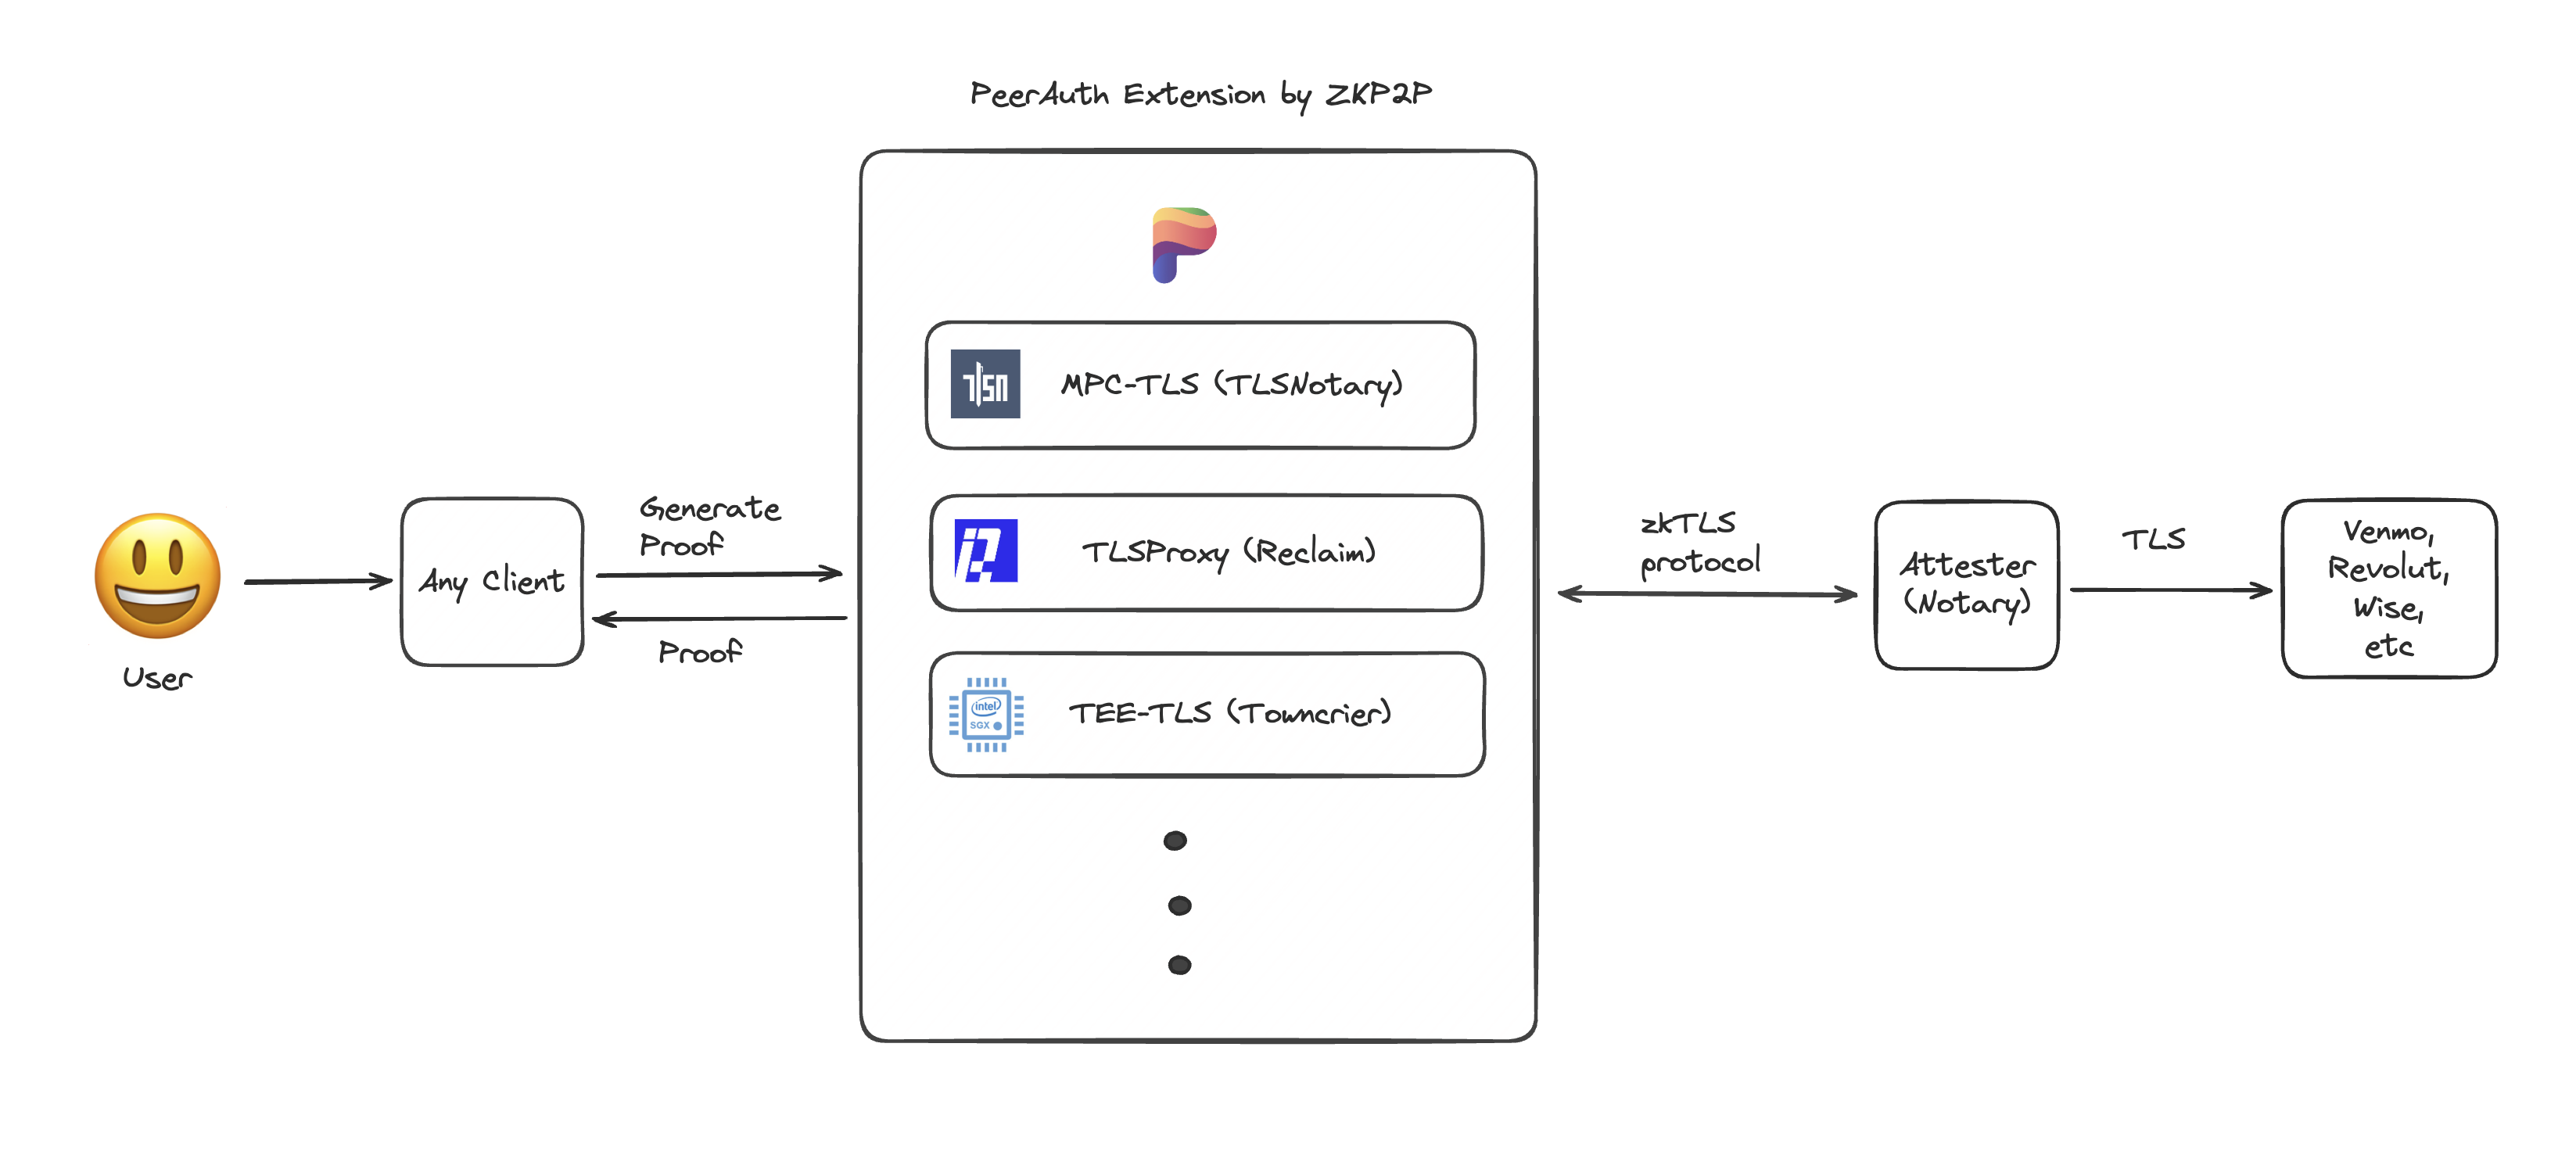 PeerAuth Extension by ZKP2P
TLSN
MPC-TLS (TLSNotary)
Generate
Proof
zkTLS
protocol
TLSProxy (Reclaim)
TLS
Venmo,
Revolut,
Wise,
etc
Any Client
Attester
(Notary)
Proof
User
intel
SGX
TEE-TLS (Towncrier)